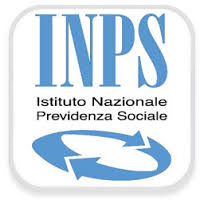 INPS
Istituto Nazionale
Previdenza Sociale